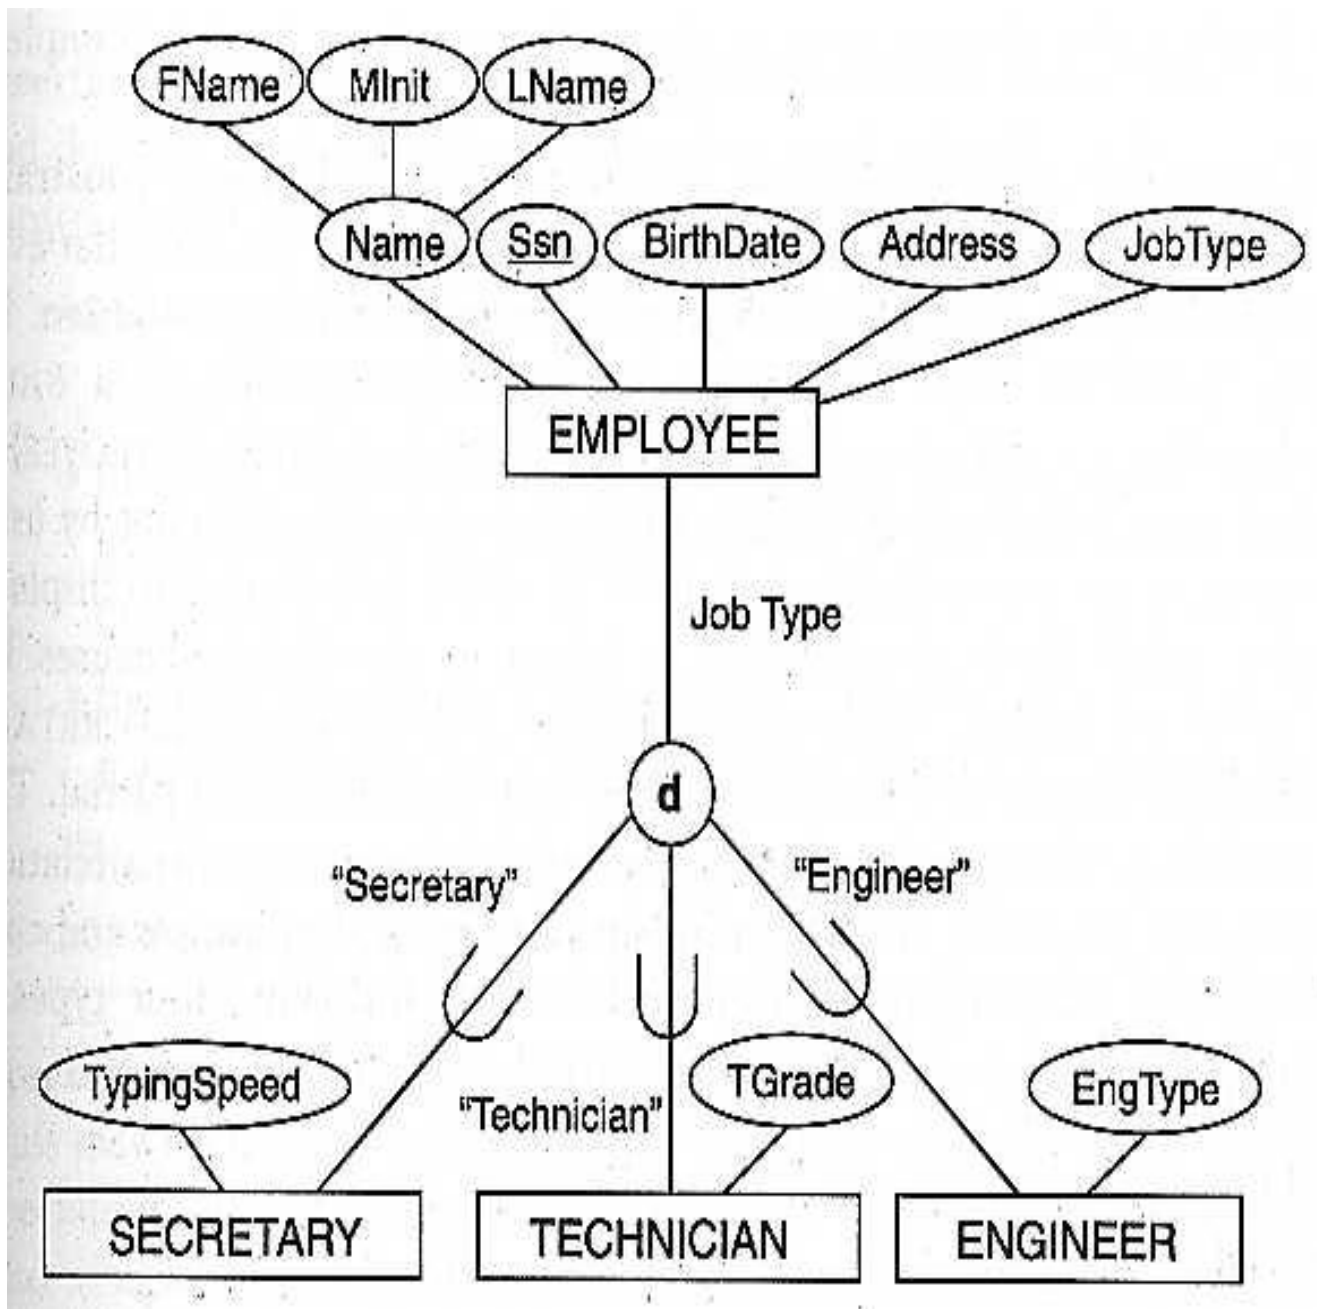 FName MInit LName
Name Ssn BirthDate Address JobType
EMPLOYEE
Job Type
d
“Secretary” “Engineer”
TypingSpeed “Technician” TGrade EngType
SECRETARY TECHNICIAN ENGINEER